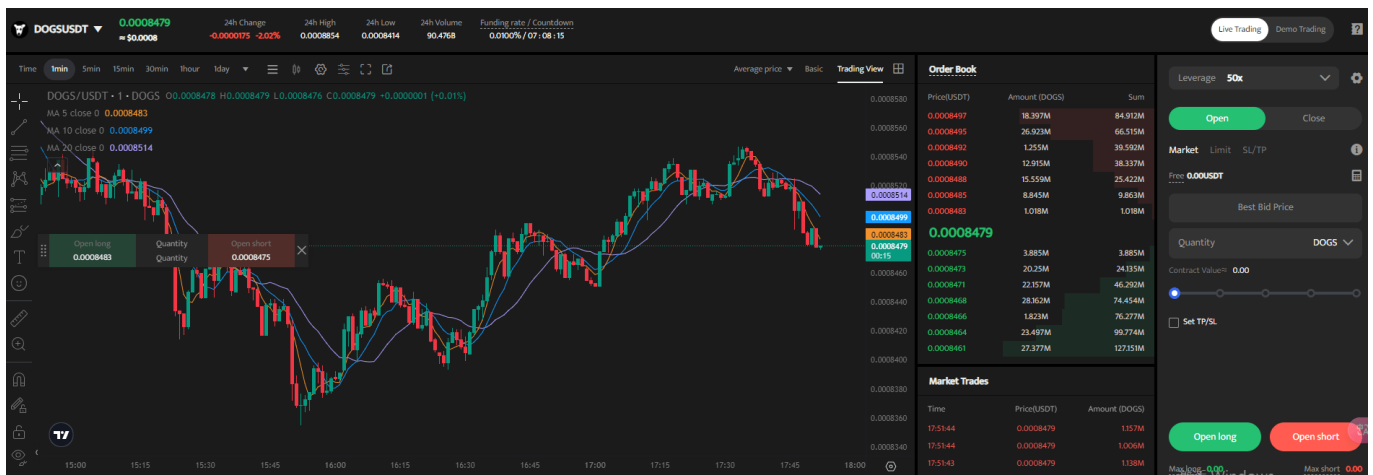 DOGSUSDT ▼ 0.0008479 ≈ $0.0008
24h Change -0.0000175 -2.02%
24h High 0.0008854
24h Low 0.0008414
24h Volume 90.4768
Funding rate / Countdown 0.0100% / 07 : 08 : 15
Live Trading Demo Trading
Time 1min 5min 15min 30min 1hour 1day ▼
Average price ▼ Basic Trading View
DOGS/USDT • 1 • DOGS O0.0008478 H0.0008479 L0.0008476 C0.0008479 +0.0000001 (+0.01%)
MA 5 close 0 0.0008483
MA 10 close 0 0.0008499
MA 20 close 0 0.0008514
Open long 0.0008483
Quantity
Quantity
Open short 0.0008475
0.0008580
0.0008560
0.0008540
0.0008520
0.0008514
0.0008499
0.0008483
0.0008479
00:15
0.0008460
0.0008440
0.0008420
0.0008400
0.0008380
0.0008360
0.0008340
15:00 15:15 15:30 15:45 16:00 16:15 16:30 16:45 17:00 17:15 17:30 17:45 18:00
Order Book
Price(USDT) Amount (DOGS) Sum
0.0008497 18.397M 84.912M
0.0008495 26.923M 66.515M
0.0008492 1.255M 39.592M
0.0008490 12.915M 38.337M
0.0008488 15.559M 25.422M
0.0008485 8.845M 9.863M
0.0008483 1.018M 1.018M
0.0008479
0.0008475 3.885M 3.885M
0.0008473 20.25M 24.135M
0.0008471 22.157M 46.292M
0.0008468 28.162M 74.454M
0.0008466 1.823M 76.277M
0.0008464 23.497M 99.774M
0.0008461 27.377M 127.151M
Market Trades
Time Price(USDT) Amount (DOGS)
17:51:44 0.0008479 1.157M
17:51:44 0.0008479 1.006M
17:51:43 0.0008479 1.138M
Leverage 50x
Open Close
Market Limit SL/TP
Free 0.00USDT
Best Bid Price
Quantity DOGS
Contract Value≈ 0.00
Set TP/SL
Open long Open short
Max long 0.00 Max short 0.00
Windows